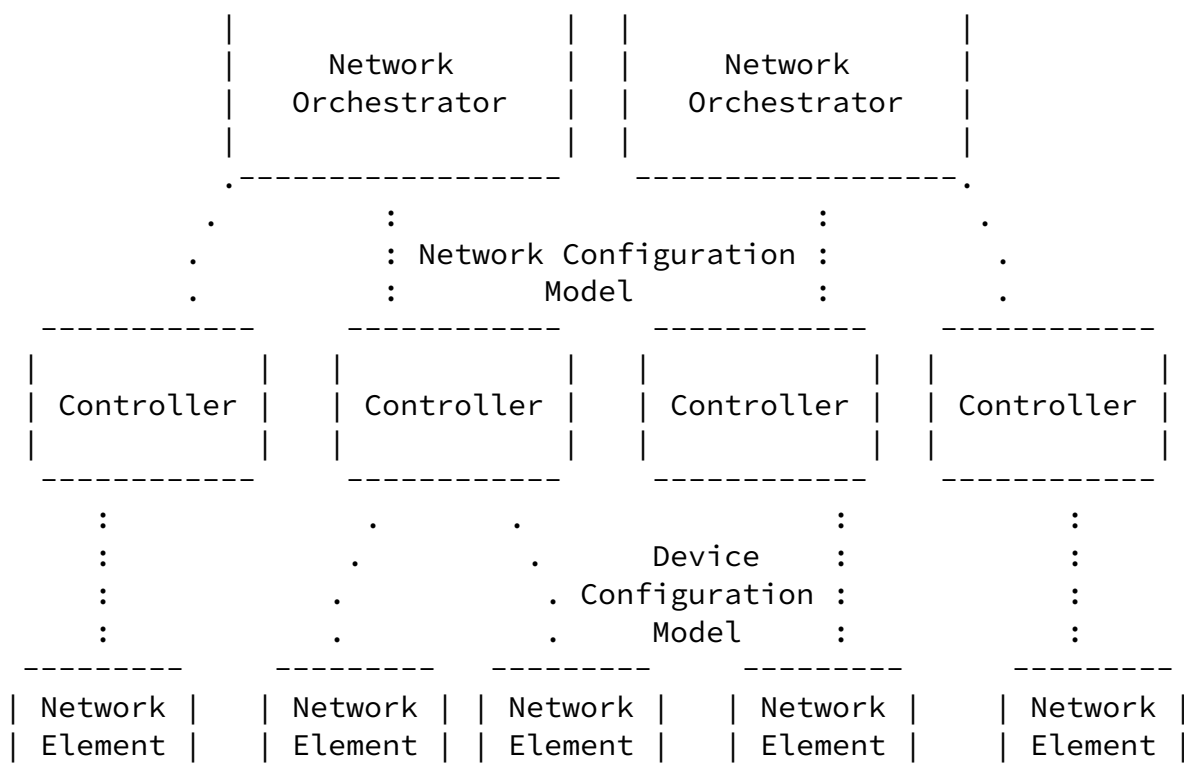 Network Network
Orchestrator Orchestrator
Network Configuration
Model
Controller Controller Controller Controller
Device
Configuration
Model
Network Network Network Network Network
Element Element Element Element Element